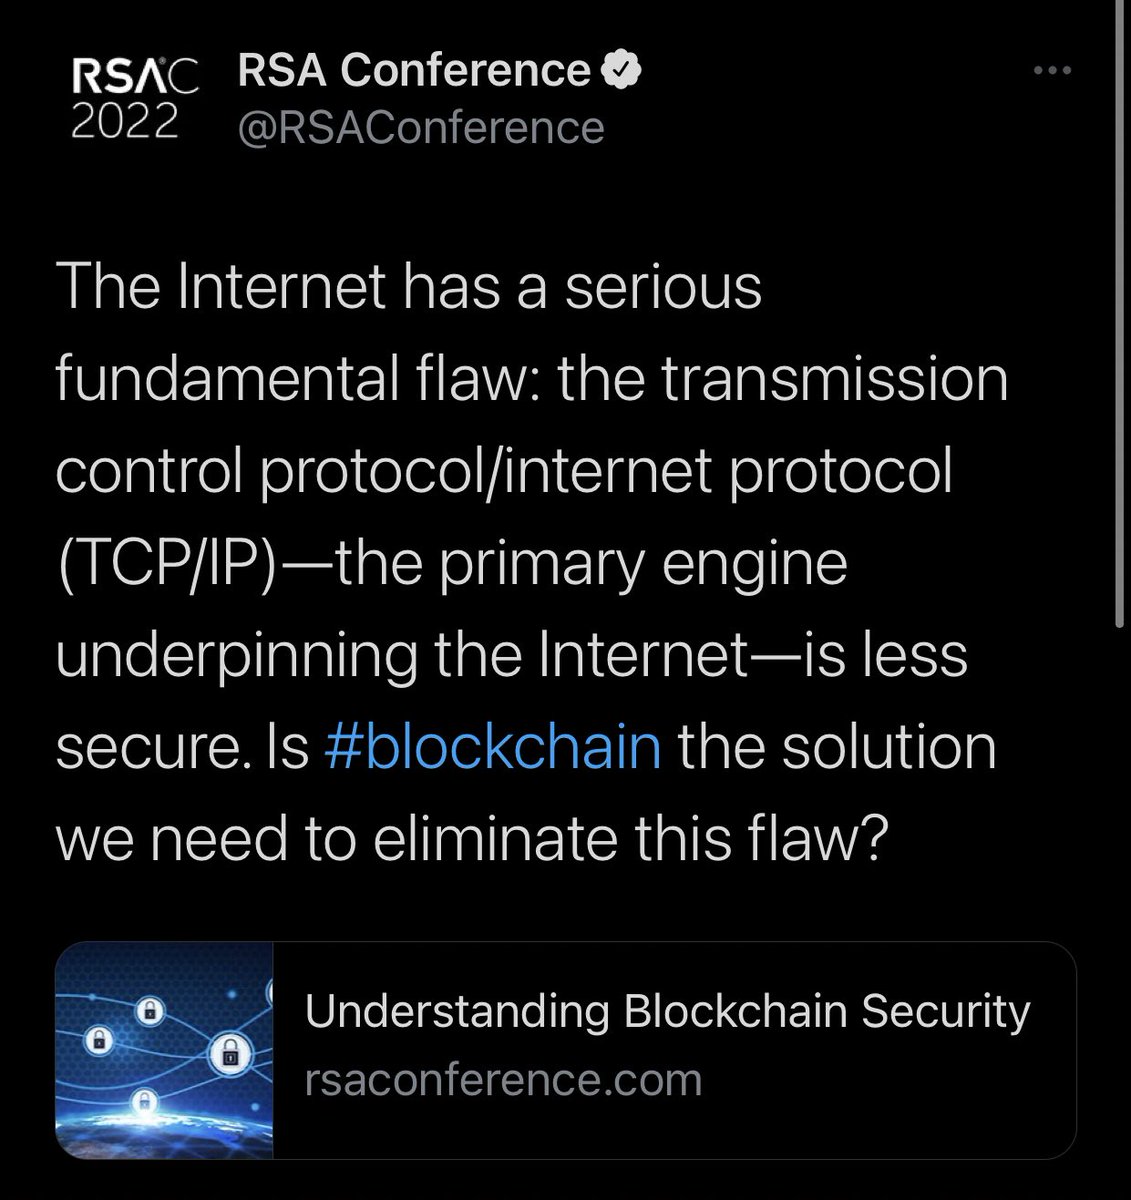 RSAC
2022
RSA Conference
@RSAConference
The Internet has a serious
fundamental flaw: the transmission
control protocol/internet protocol
(TCP/IP)—the primary engine
underpinning the Internet—is less
secure. Is #blockchain the solution
we need to eliminate this flaw?
Understanding Blockchain Security
rsaconference.com